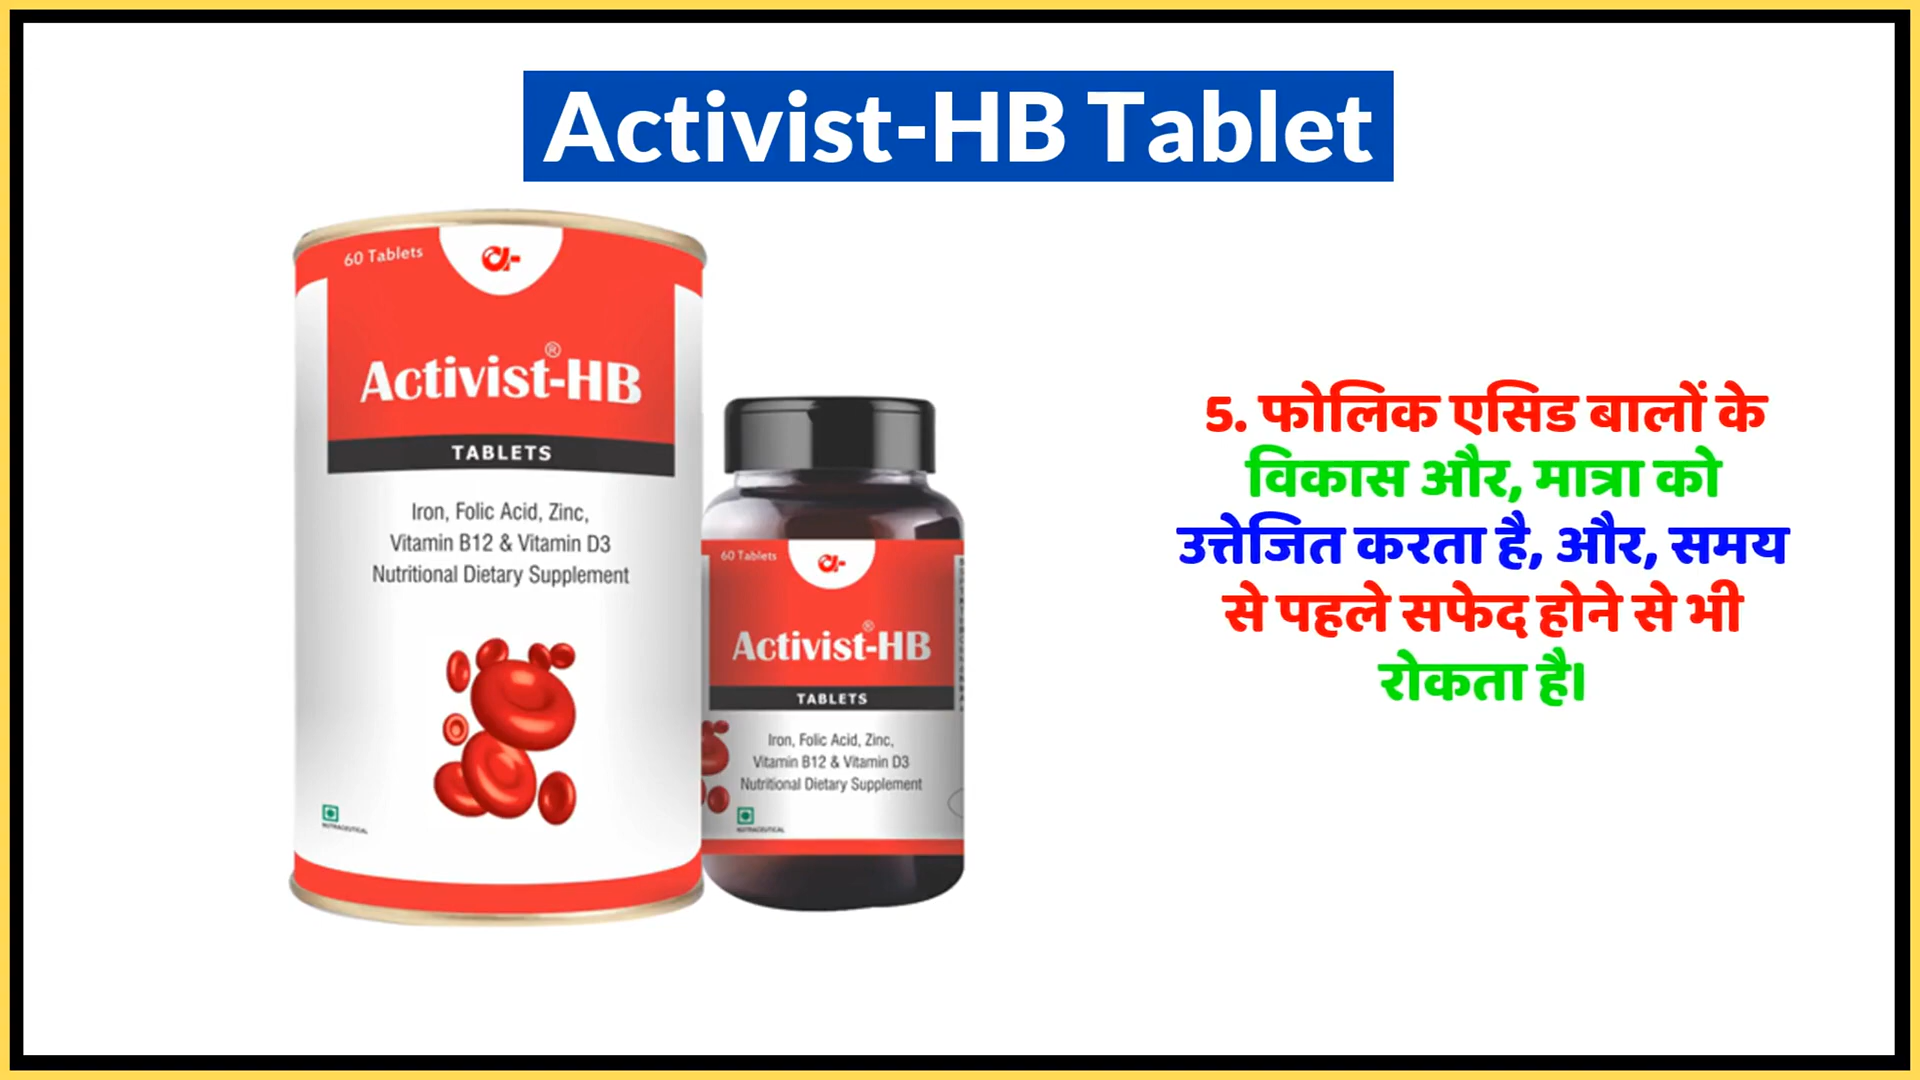 Activist-HB Tablet
60 Tablets
Activist-HB®
TABLETS
Iron, Folic Acid, Zinc,
Vitamin B12 & Vitamin D3
Nutritional Dietary Supplement
NUTRACEUTICAL
60 Tablets
Activist-HB®
TABLETS
Iron, Folic Acid, Zinc,
Vitamin B12 & Vitamin D3
Nutritional Dietary Supplement
NUTRACEUTICAL
5. फोलिक एसिड बालों के
विकास और, मात्रा को
उत्तेजित करता है, और, समय
से पहले सफेद होने से भी
रोकता है।